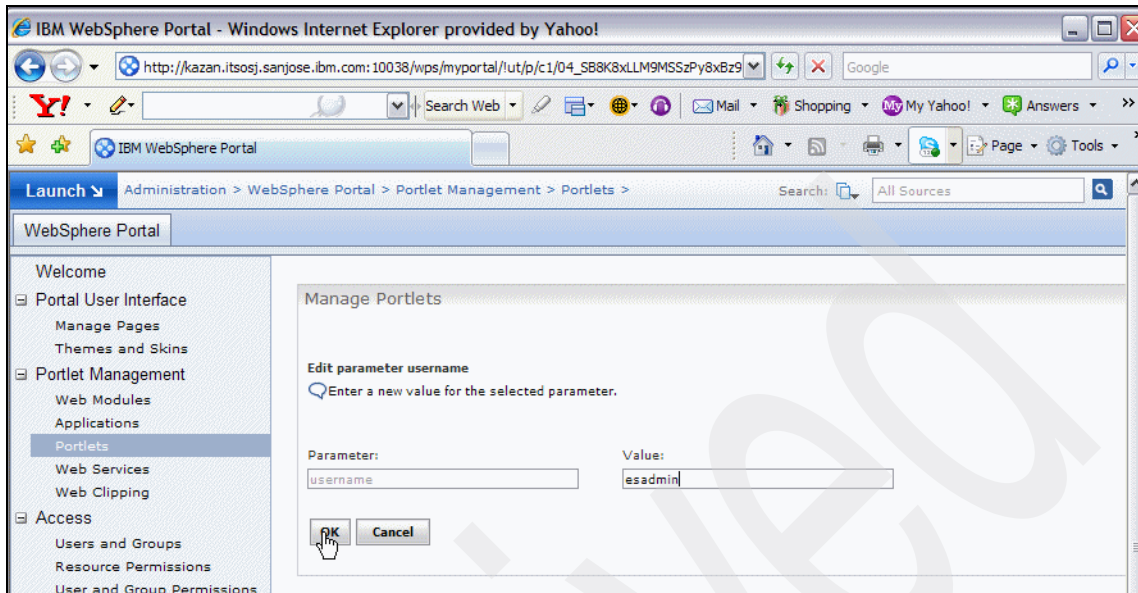 IBM WebSphere Portal - Windows Internet Explorer provided by Yahoo!
http://kazan.itsosj.sanjose.ibm.com:10038/wps/myportal/!ut/p/c1/04_SB8K8xLLM9MSSzPy8xBz9
Google
Y! Search Web Mail Shopping My My Yahoo! Answers »
IBM WebSphere Portal
Page Tools
Launch Administration > WebSphere Portal > Portlet Management > Portlets > Search: All Sources
WebSphere Portal
Welcome
Portal User Interface
Manage Pages
Themes and Skins
Portlet Management
Web Modules
Applications
Portlets
Web Services
Web Clipping
Access
Users and Groups
Resource Permissions
User and Group Permissions
Manage Portlets
Edit parameter username
Enter a new value for the selected parameter.
Parameter: Value:
username esadmin
OK Cancel
ived